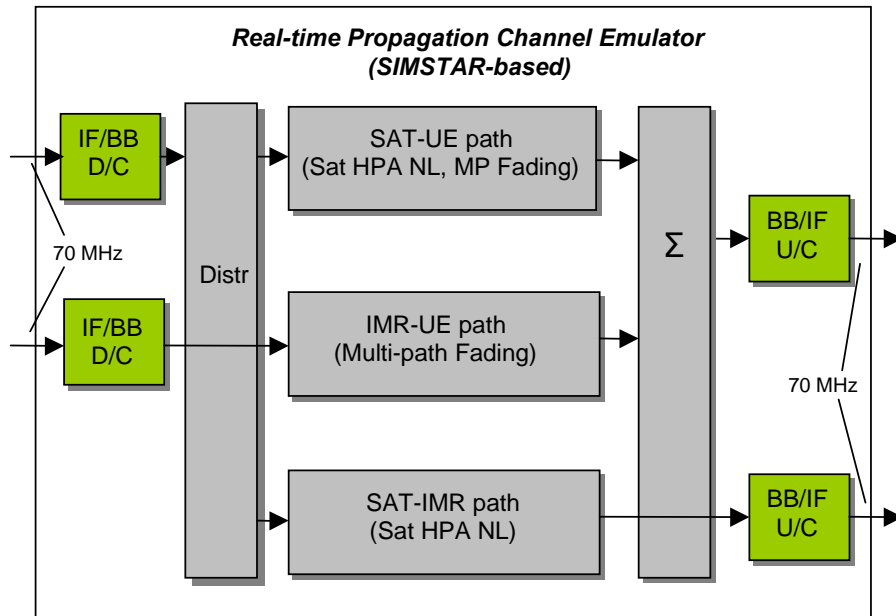 Real-time Propagation Channel Emulator
(SIMSTAR-based)
IF/BB
D/C
SAT-UE path
(Sat HPA NL, MP Fading)
70 MHz
Distr
Σ
BB/IF
U/C
IF/BB
D/C
IMR-UE path
(Multi-path Fading)
70 MHz
SAT-IMR path
(Sat HPA NL)
BB/IF
U/C